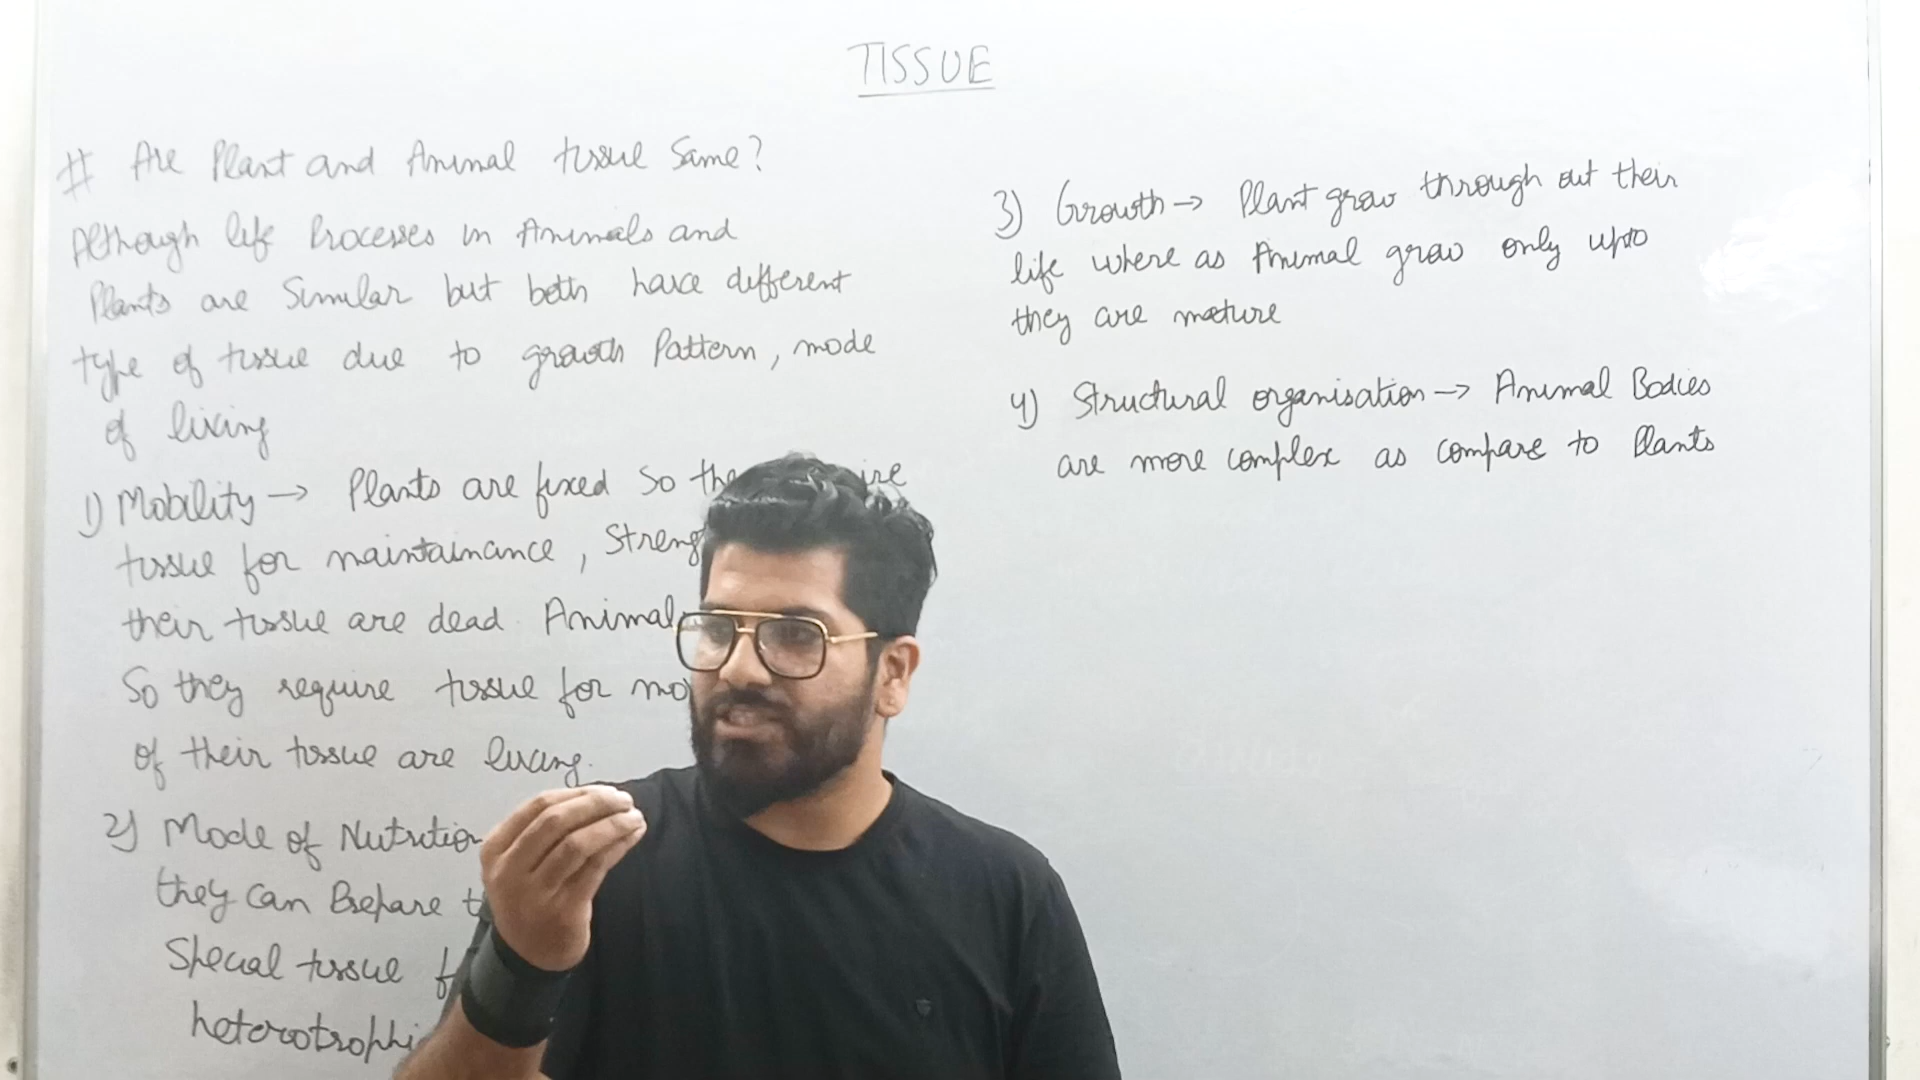 TISSUE
# Are Plant and Animal tissue Same?
Although life Processes in Animals and
Plants are Similar but both have different
type of tissue due to growth Pattern, mode
of living
1) Mobility → Plants are fixed So
tissue for maintainance,
their tissue are dead. Animal
So they require tissue for
of their tissue are living.
2) Mode of Nutrition
they Can Prepare
Special tissue
3) Growth → Plant grow through out their
life where as Animal grow only upto
they are mature
4) Structural organisation → Animal Bodies
are more complex as compare to Plants